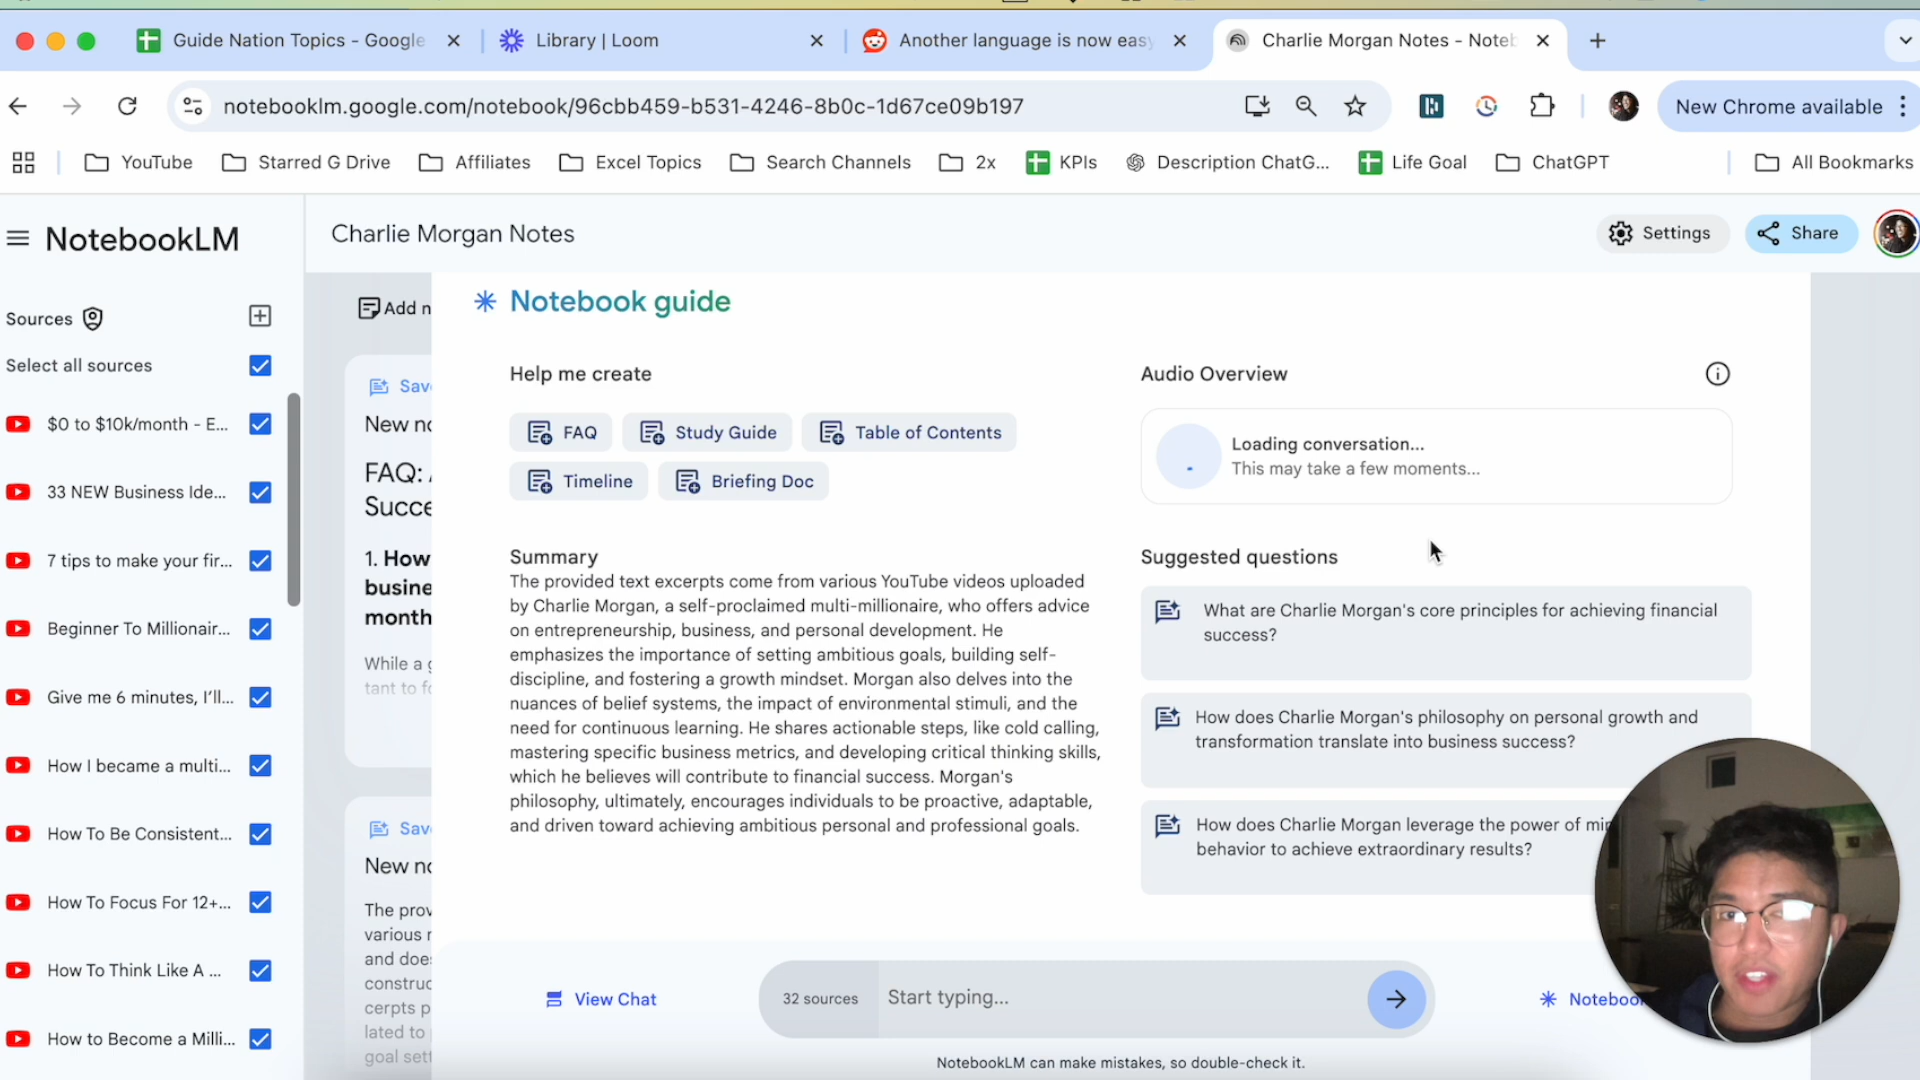 Guide Nation Topics - Google
Library | Loom
Another language is now easy
Charlie Morgan Notes - Noteb
notebooklm.google.com/notebook/96cbb459-b531-4246-8b0c-1d67ce09b197
New Chrome available
YouTube
Starred G Drive
Affiliates
Excel Topics
Search Channels
2x
KPIs
Description ChatG...
Life Goal
ChatGPT
All Bookmarks
NotebookLM
Charlie Morgan Notes
Settings
Share
Sources
Select all sources
$0 to $10k/month - E...
33 NEW Business Ide...
7 tips to make your fir...
Beginner To Millionair...
Give me 6 minutes, I'll...
How I became a multi...
How To Be Consistent...
How To Focus For 12+...
How To Think Like A ...
How to Become a Milli...
Add n
Sav
New no
FAQ:
Succe
1. How
busine
month
While a g
tant to fo
Sav
New no
The prov
various r
and does
construc
cerpts p
lated to
goal sett
Notebook guide
Help me create
FAQ
Study Guide
Table of Contents
Timeline
Briefing Doc
Summary
The provided text excerpts come from various YouTube videos uploaded
by Charlie Morgan, a self-proclaimed multi-millionaire, who offers advice
on entrepreneurship, business, and personal development. He
emphasizes the importance of setting ambitious goals, building self-
discipline, and fostering a growth mindset. Morgan also delves into the
nuances of belief systems, the impact of environmental stimuli, and the
need for continuous learning. He shares actionable steps, like cold calling,
mastering specific business metrics, and developing critical thinking skills,
which he believes will contribute to financial success. Morgan's
philosophy, ultimately, encourages individuals to be proactive, adaptable,
and driven toward achieving ambitious personal and professional goals.
Audio Overview
Loading conversation...
This may take a few moments...
Suggested questions
What are Charlie Morgan's core principles for achieving financial
success?
How does Charlie Morgan's philosophy on personal growth and
transformation translate into business success?
How does Charlie Morgan leverage the power of min
behavior to achieve extraordinary results?
View Chat
32 sources
Start typing...
Noteboo
NotebookLM can make mistakes, so double-check it.